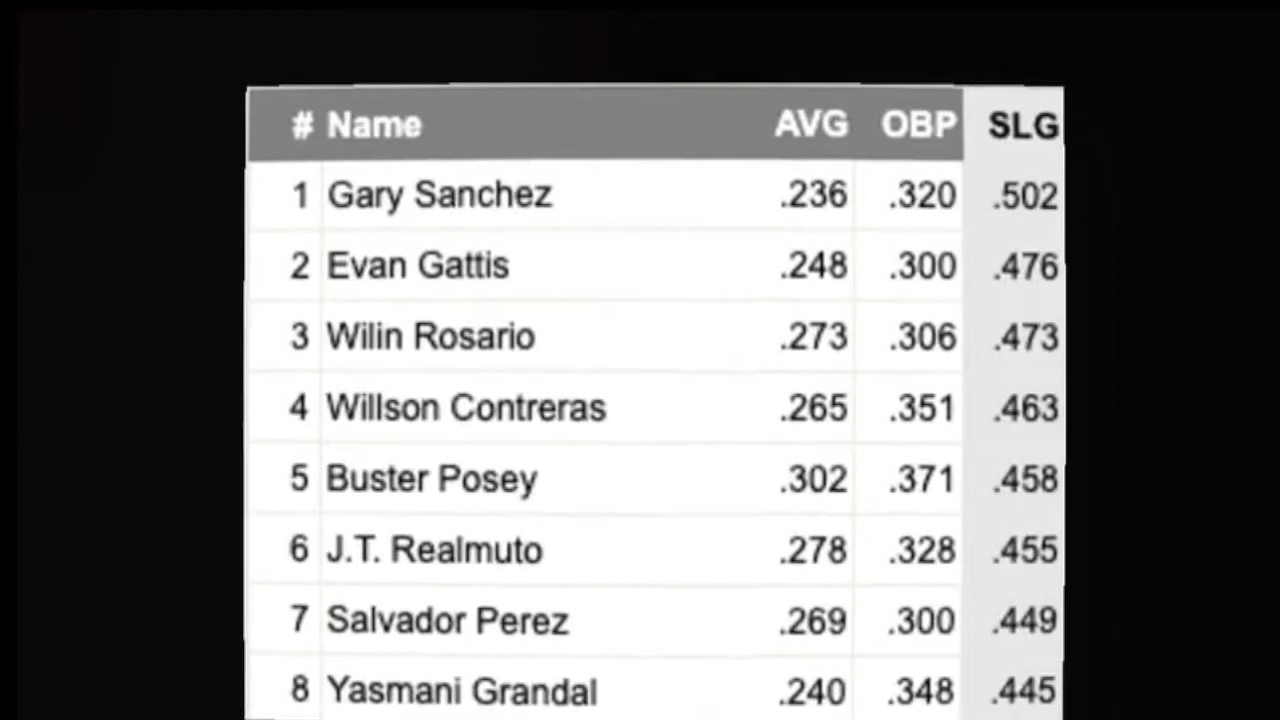 # Name AVG OBP SLG
1 Gary Sanchez .236 .320 .502
2 Evan Gattis .248 .300 .476
3 Wilin Rosario .273 .306 .473
4 Willson Contreras .265 .351 .463
5 Buster Posey .302 .371 .458
6 J.T. Realmuto .278 .328 .455
7 Salvador Perez .269 .300 .449
8 Yasmani Grandal .240 .348 .445